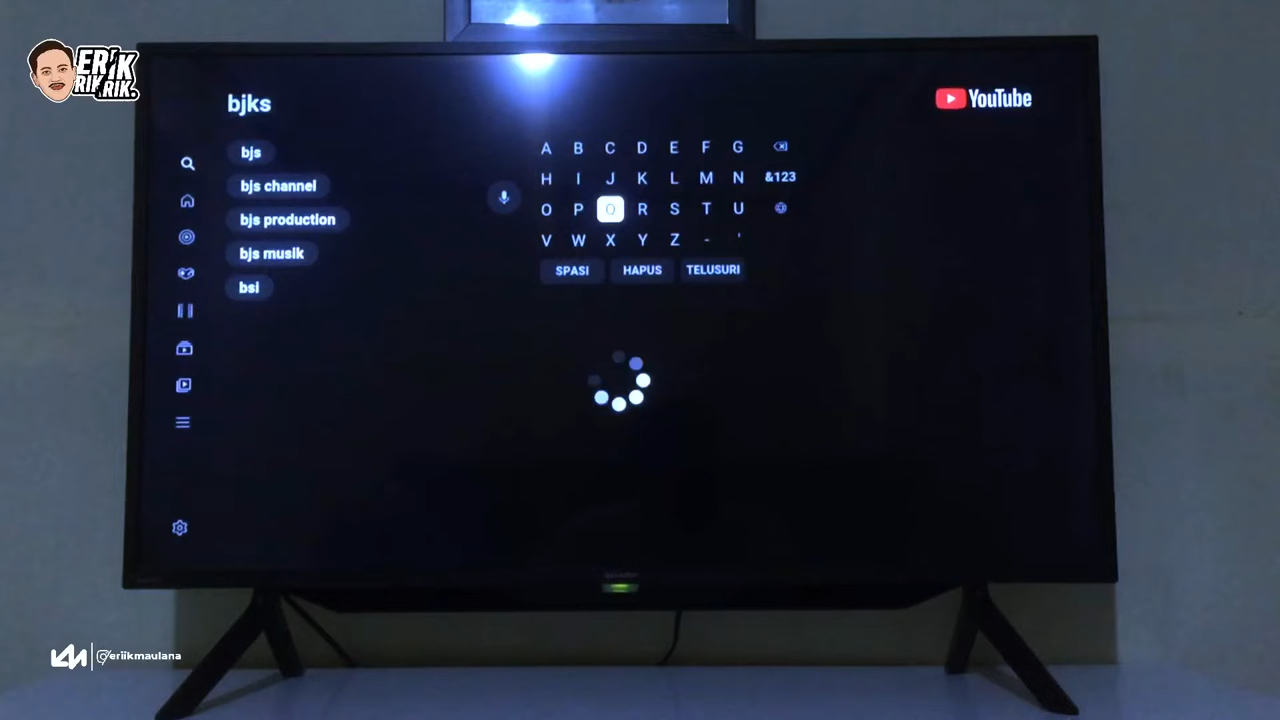 ERIK
RIK RIK.
bjks
YouTube
bjs
bjs channel
bjs production
bjs musik
bsi
A B C D E F G
H I J K L M N &123
O P Q R S T U
V W X Y Z - '
SPASI HAPUS TELUSURI
@eriikmaulana